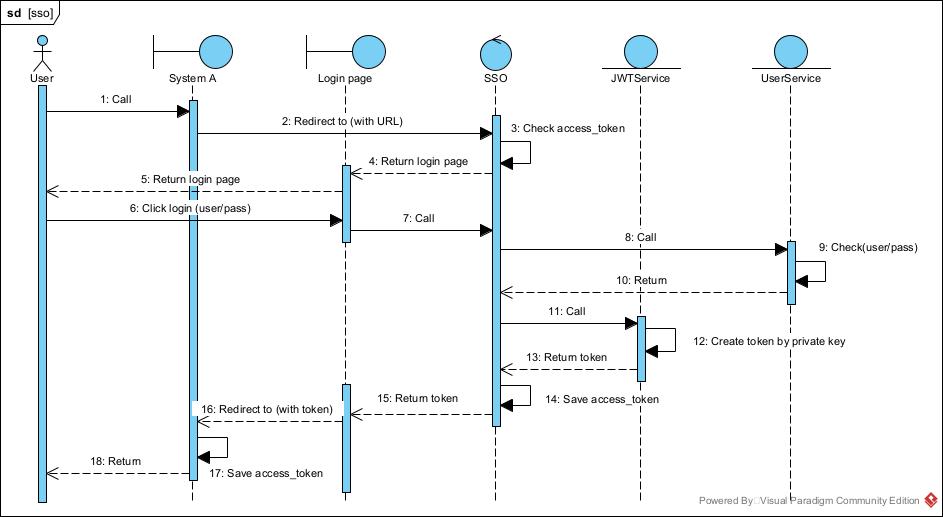 sd [sso]
User
System A
Login page
SSO
JWTService
UserService
1: Call
2: Redirect to (with URL)
3: Check access_token
4: Return login page
5: Return login page
6: Click login (user/pass)
7: Call
8: Call
9: Check(user/pass)
10: Return
11: Call
12: Create token by private key
13: Return token
14: Save access_token
15: Return token
16: Redirect to (with token)
17: Save access_token
18: Return
Powered By Visual Paradigm Community Edition